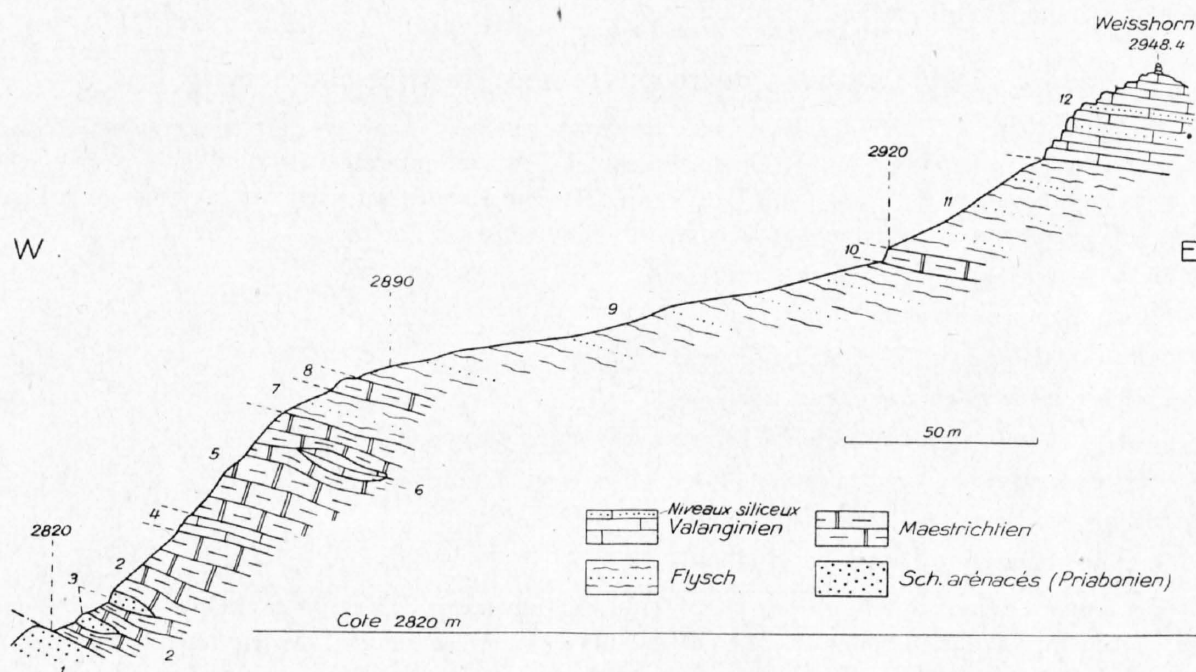 Weisshorn
2948.4
12
2920
11
W
10
E
2890
9
8
7
50 m
5
6
4
Niveaux siliceux
Valanginien
Maestrichtien
2820
2
3
Flysch
Sch. arénacés (Priabonien)
Cote 2820 m
2
1